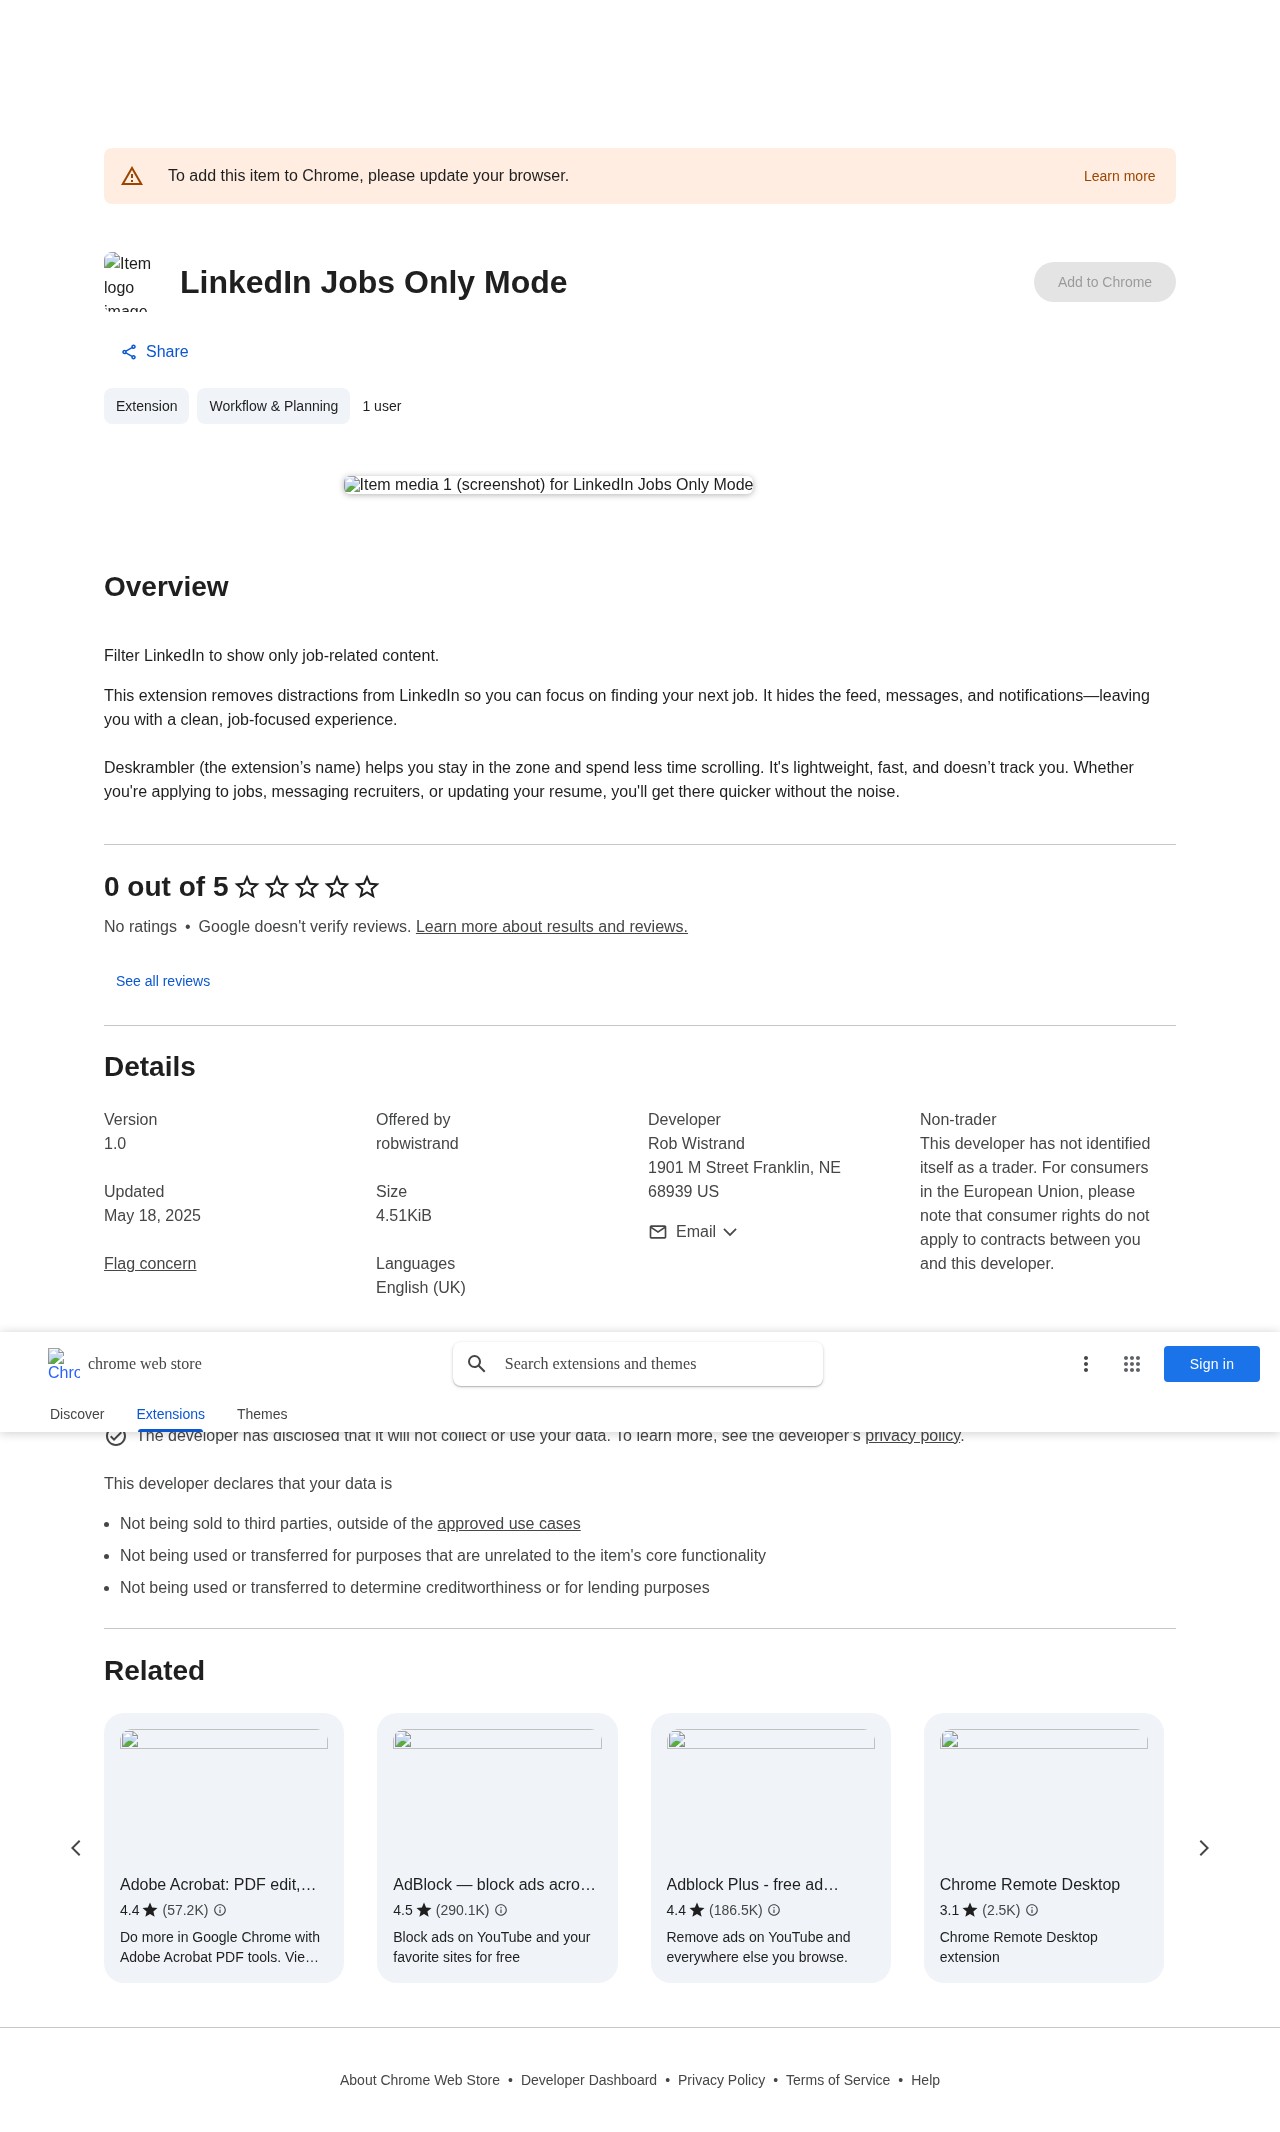 To add this item to Chrome, please update your browser.
Learn more
Item logo image
LinkedIn Jobs Only Mode
Add to Chrome
Share
Extension
Workflow & Planning
1 user
Item media 1 (screenshot) for LinkedIn Jobs Only Mode
Overview
Filter LinkedIn to show only job-related content.
This extension removes distractions from LinkedIn so you can focus on finding your next job. It hides the feed, messages, and notifications—leaving
you with a clean, job-focused experience.
Deskrambler (the extension’s name) helps you stay in the zone and spend less time scrolling. It's lightweight, fast, and doesn’t track you. Whether
you're applying to jobs, messaging recruiters, or updating your resume, you'll get there quicker without the noise.
0 out of 5
No ratings • Google doesn't verify reviews. Learn more about results and reviews.
See all reviews
Details
Version
1.0
Updated
May 18, 2025
Flag concern
Offered by
robwistrand
Size
4.51KiB
Languages
English (UK)
Developer
Rob Wistrand
1901 M Street Franklin, NE
68939 US
Email
Non-trader
This developer has not identified
itself as a trader. For consumers
in the European Union, please
note that consumer rights do not
apply to contracts between you
and this developer.
Chro
chrome web store
Search extensions and themes
Sign in
Discover
Extensions
Themes
The developer has disclosed that it will not collect or use your data. To learn more, see the developer's privacy policy.
This developer declares that your data is
• Not being sold to third parties, outside of the approved use cases
• Not being used or transferred for purposes that are unrelated to the item's core functionality
• Not being used or transferred to determine creditworthiness or for lending purposes
Related
Adobe Acrobat: PDF edit,…
4.4 (57.2K)
Do more in Google Chrome with
Adobe Acrobat PDF tools. Vie…
AdBlock — block ads acro…
4.5 (290.1K)
Block ads on YouTube and your
favorite sites for free
Adblock Plus - free ad…
4.4 (186.5K)
Remove ads on YouTube and
everywhere else you browse.
Chrome Remote Desktop
3.1 (2.5K)
Chrome Remote Desktop
extension
About Chrome Web Store • Developer Dashboard • Privacy Policy • Terms of Service • Help